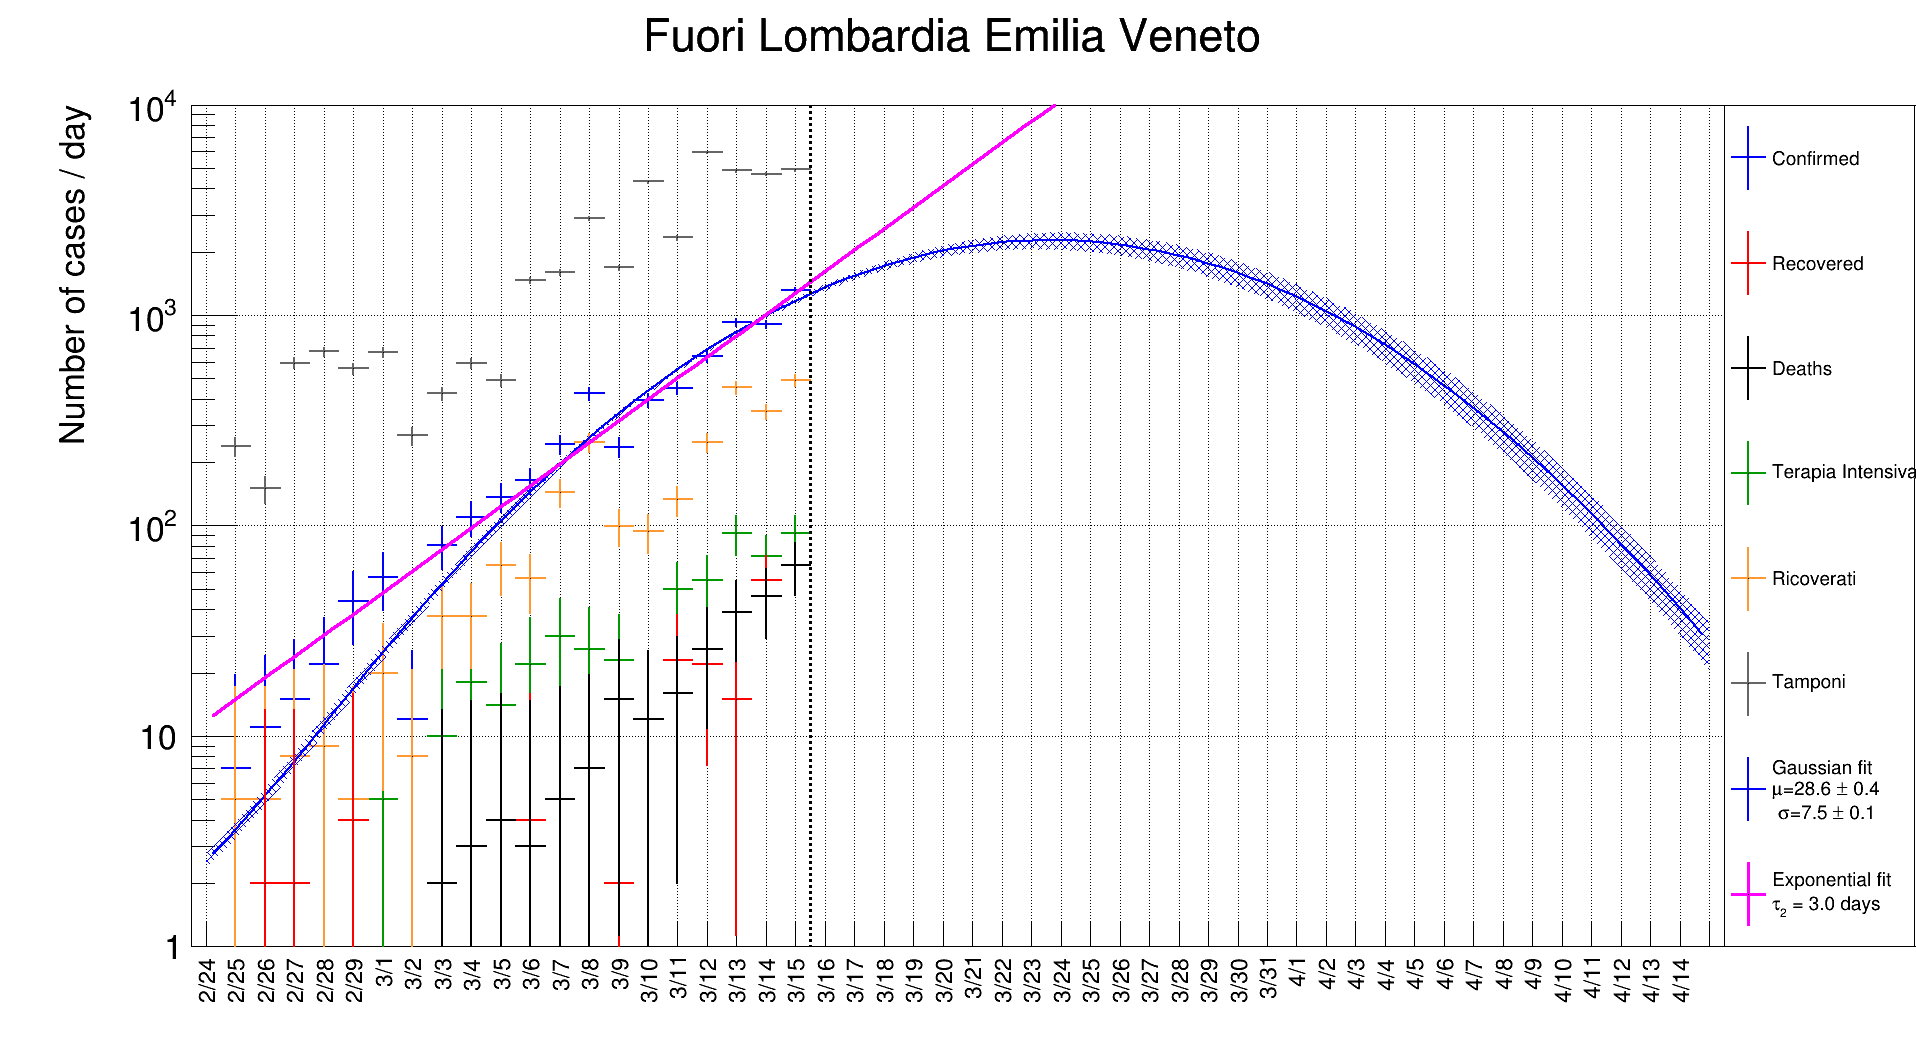 Fuori Lombardia Emilia Veneto
Number of cases / day
10⁴
10³
10²
10
1
2/24 2/25 2/26 2/27 2/28 2/29 3/1 3/2 3/3 3/4 3/5 3/6 3/7 3/8 3/9 3/10 3/11 3/12 3/13 3/14 3/15 3/16 3/17 3/18 3/19 3/20 3/21 3/22 3/23 3/24 3/25 3/26 3/27 3/28 3/29 3/30 3/31 4/1 4/2 4/3 4/4 4/5 4/6 4/7 4/8 4/9 4/10 4/11 4/12 4/13 4/14
Confirmed
Recovered
Deaths
Terapia Intensiva
Ricoverati
Tamponi
Gaussian fit
μ=28.6 ± 0.4
σ=7.5 ± 0.1
Exponential fit
τ₂ = 3.0 days